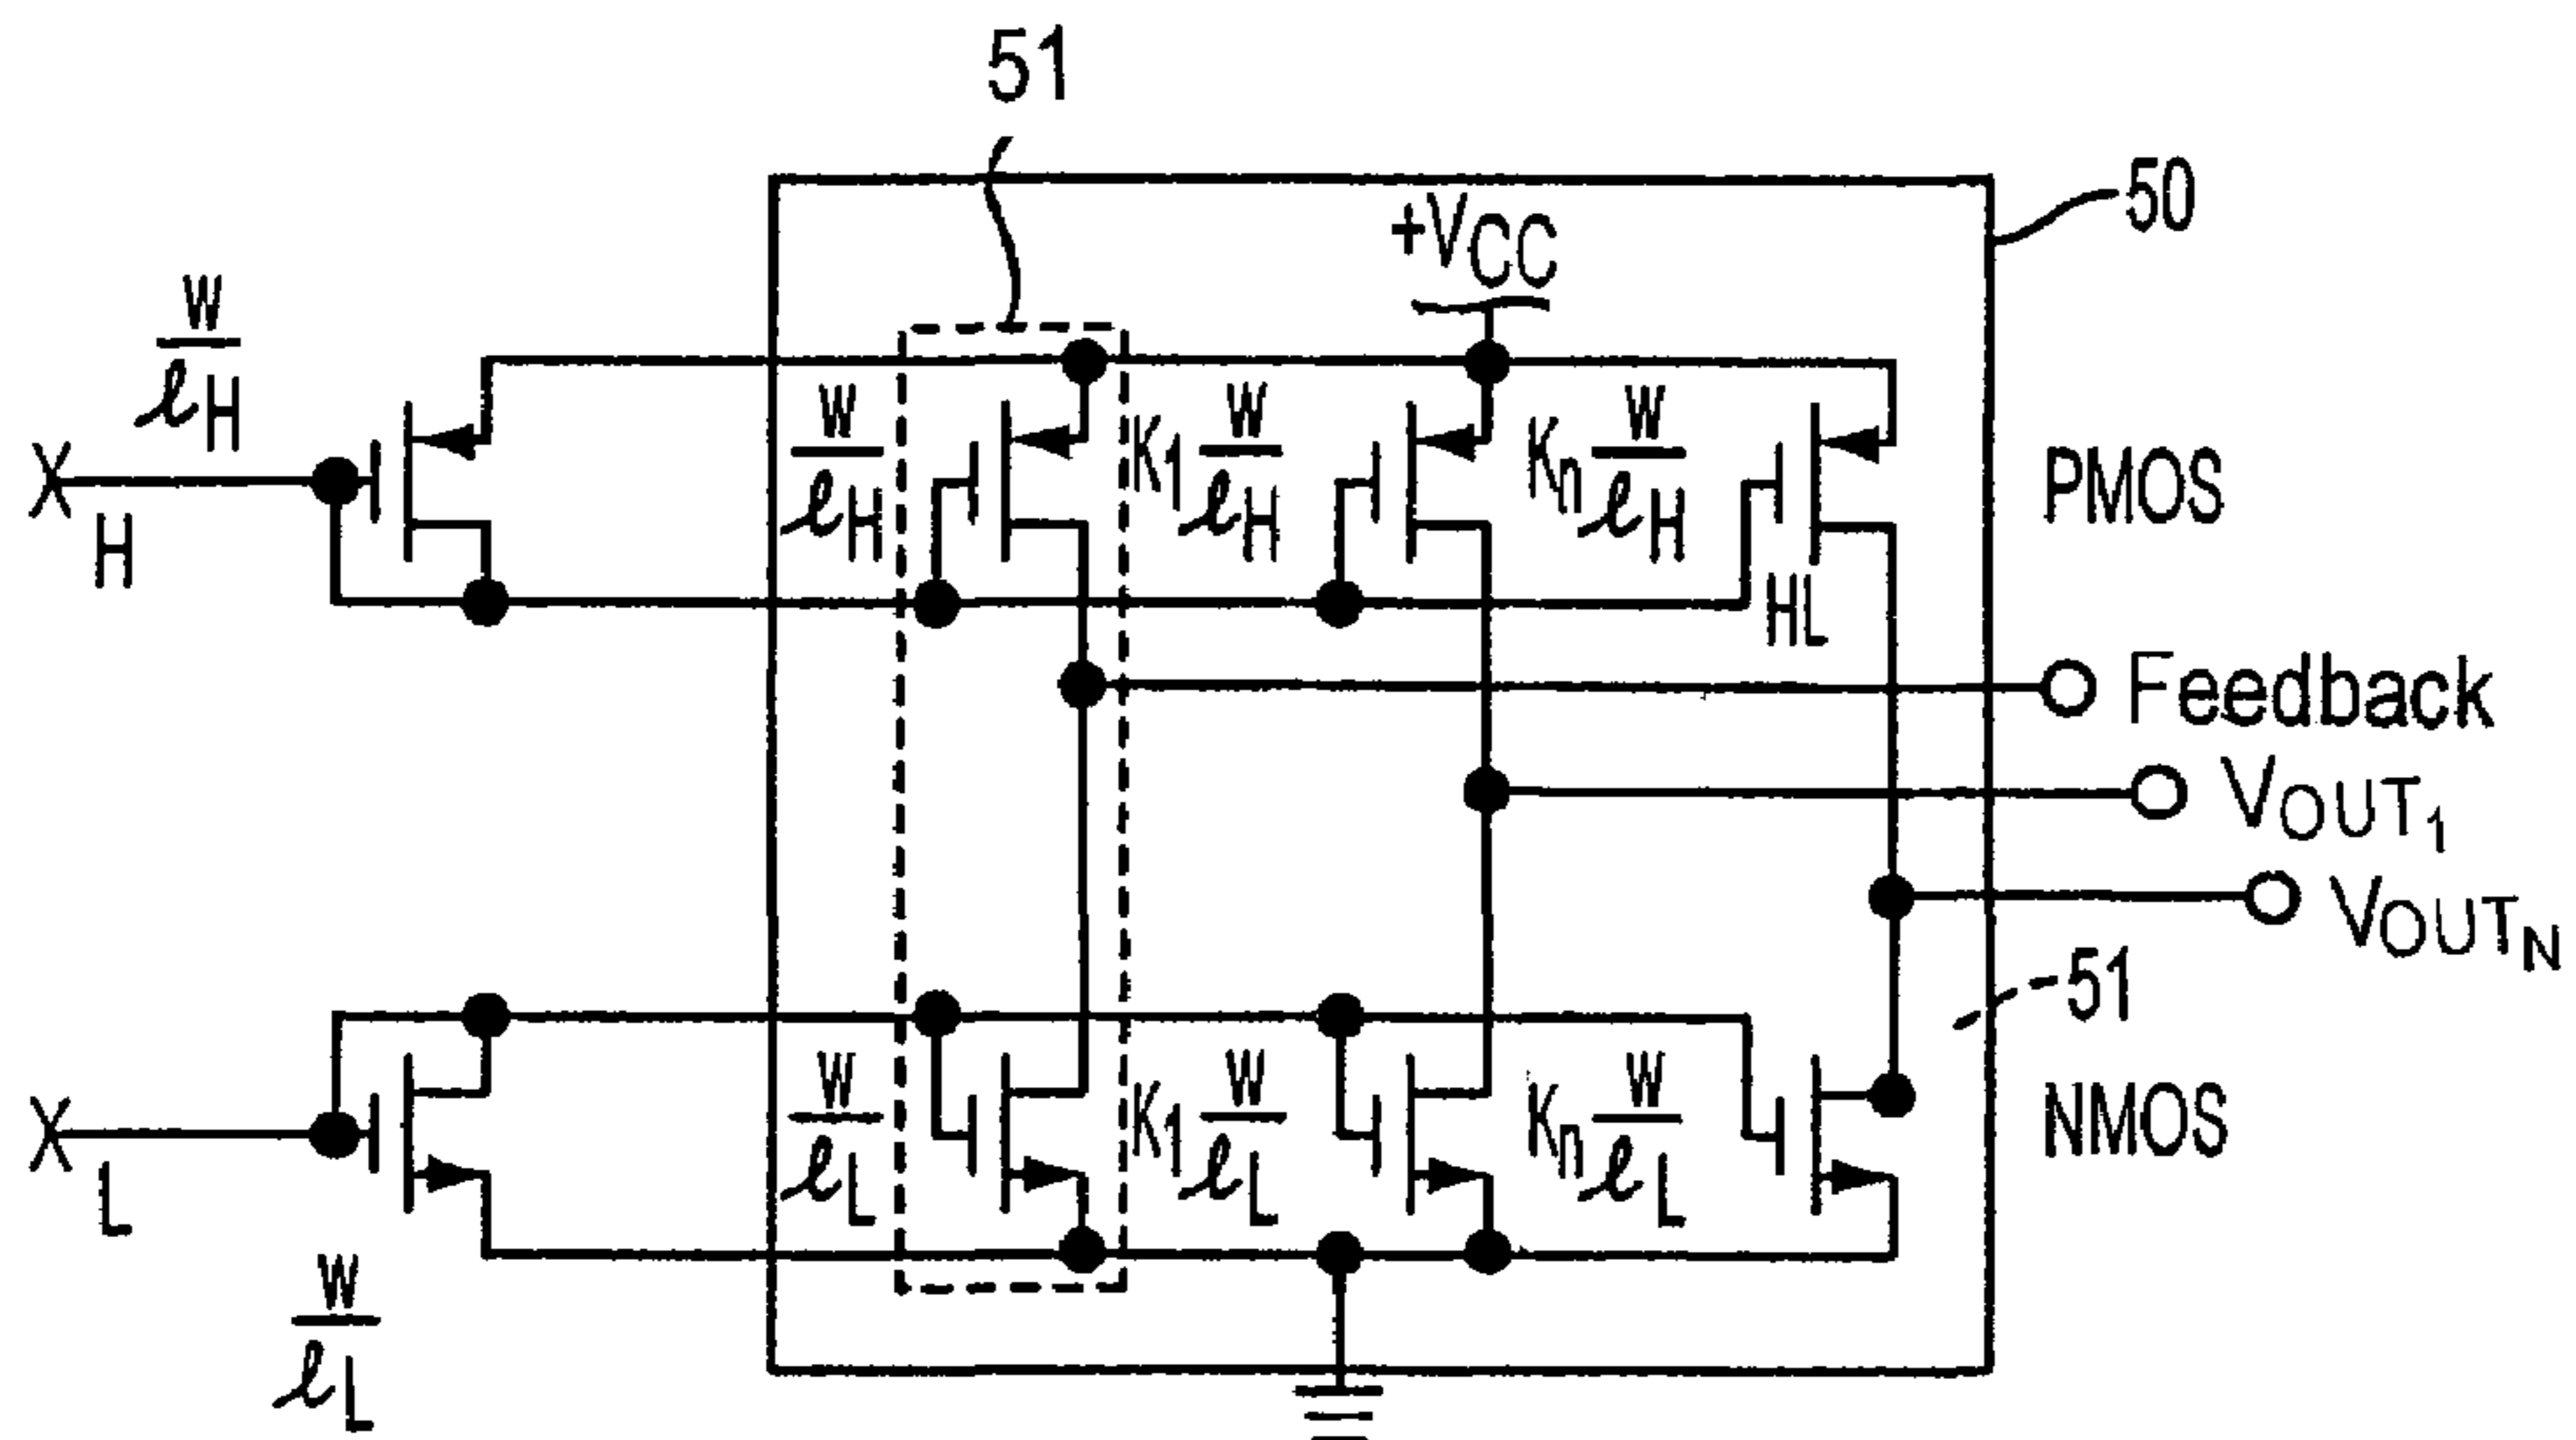 51
50
+VCC
W
ℓH
W
ℓH
K1 W
ℓH
Kn W
ℓH
PMOS
XH
HL
Feedback
VOUT1
VOUTN
51
W
ℓL
K1 W
ℓL
Kn W
ℓL
NMOS
XL
W
ℓL